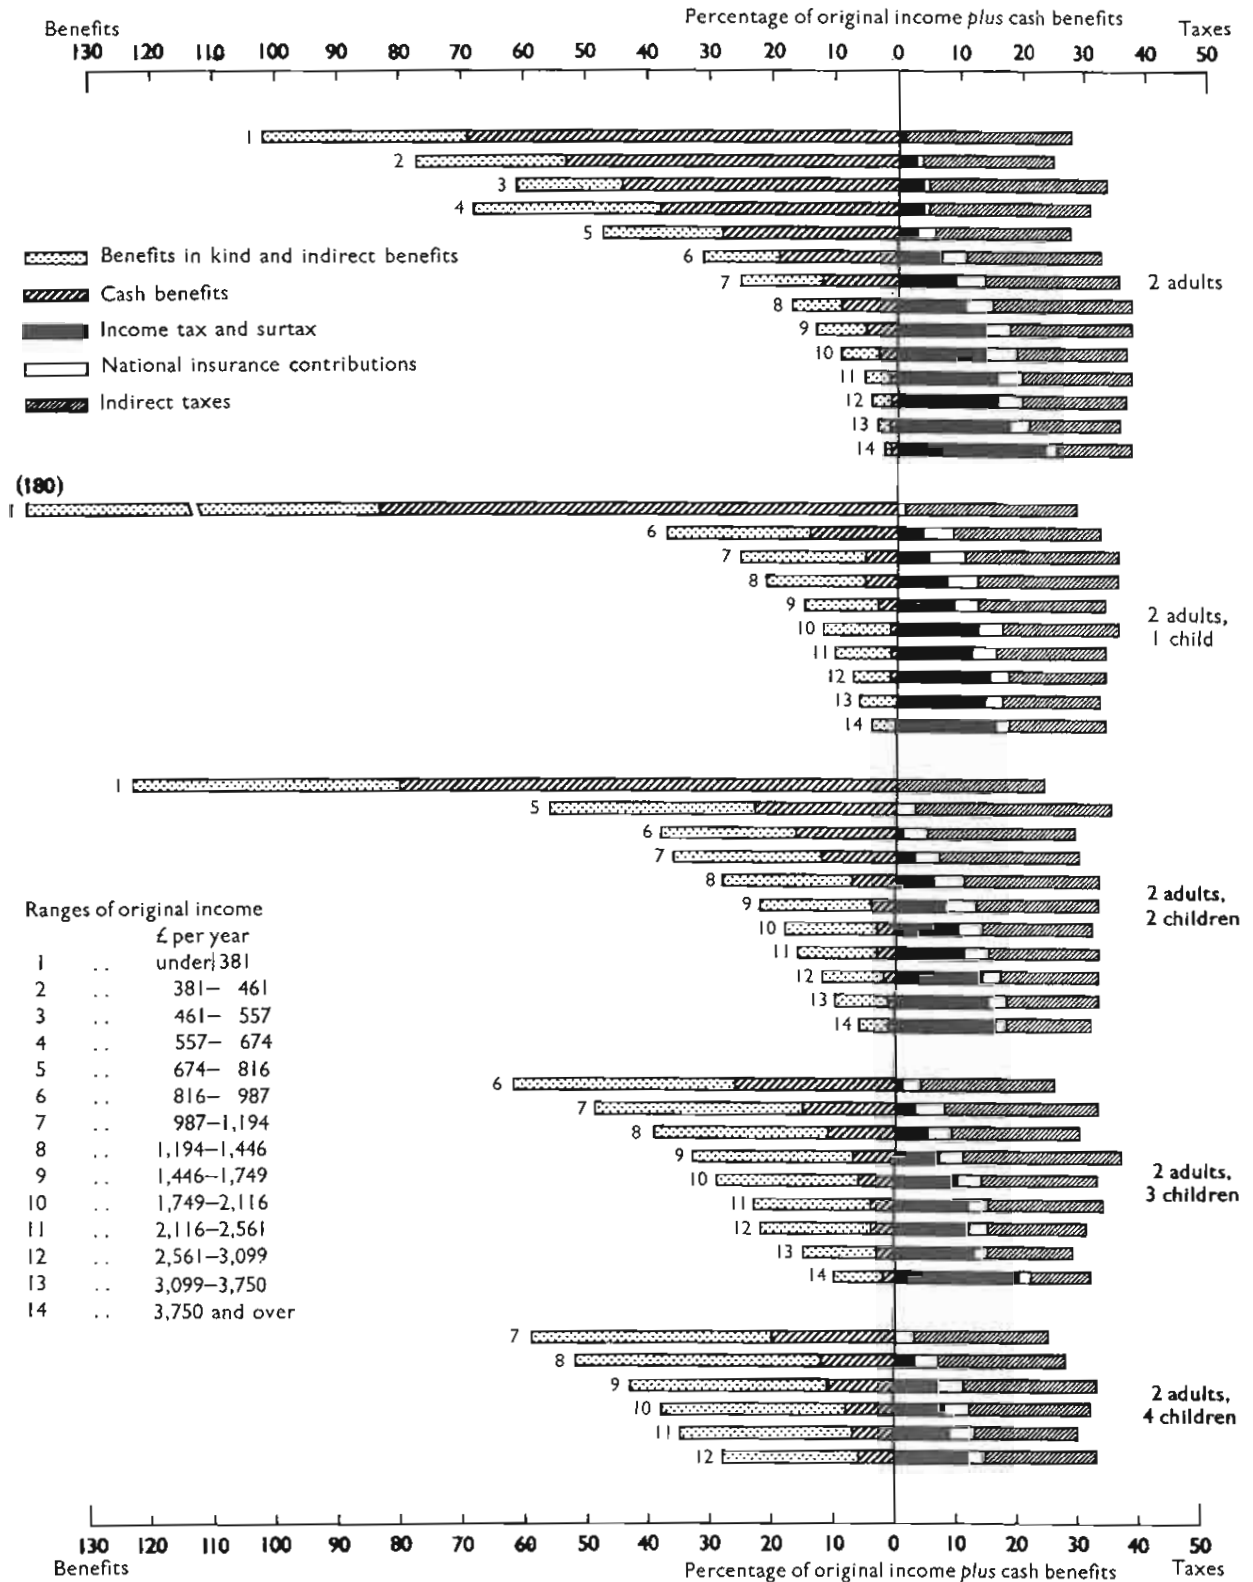 Percentage of original income plus cash benefits
Benefits Taxes
130 120 110 100 90 80 70 60 50 40 30 20 10 0 10 20 30 40 50
1
2
3
4
5
6
7
8
9
10
11
12
13
14
2 adults
Benefits in kind and indirect benefits
Cash benefits
Income tax and surtax
National insurance contributions
Indirect taxes
(180)
1
6
7
8
9
10
11
12
13
14
2 adults,
1 child
1
5
6
7
8
9
10
11
12
13
14
2 adults,
2 children
Ranges of original income
£ per year
1 .. under 381
2 .. 381– 461
3 .. 461– 557
4 .. 557– 674
5 .. 674– 816
6 .. 816– 987
7 .. 987–1,194
8 .. 1,194–1,446
9 .. 1,446–1,749
10 .. 1,749–2,116
11 .. 2,116–2,561
12 .. 2,561–3,099
13 .. 3,099–3,750
14 .. 3,750 and over
6
7
8
9
10
11
12
13
14
2 adults,
3 children
7
8
9
10
11
12
2 adults,
4 children
130 120 110 100 90 80 70 60 50 40 30 20 10 0 10 20 30 40 50
Benefits Percentage of original income plus cash benefits Taxes